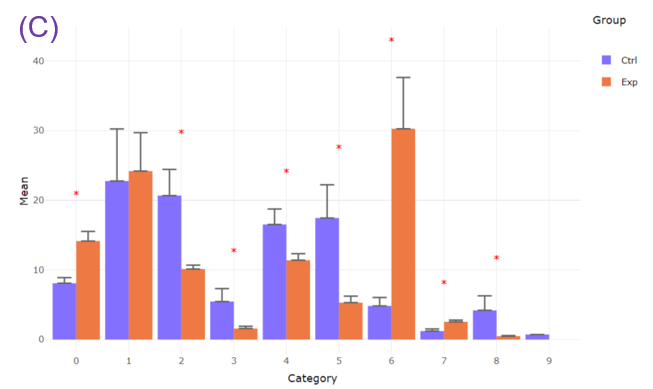 (C)
Group
Ctrl
Exp
Mean
40
30
20
10
0
* * * * * * * *
0 1 2 3 4 5 6 7 8 9
Category